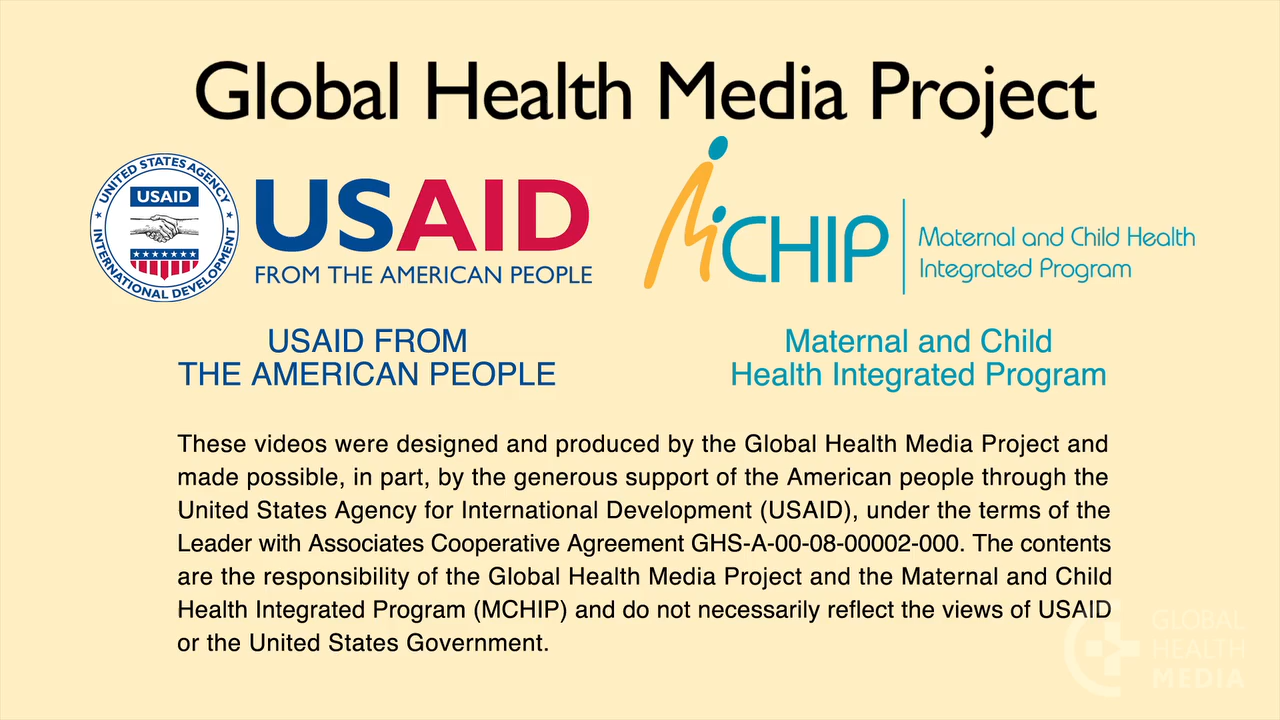 Global Health Media Project
UNITED STATES AGENCY
USAID
INTERNATIONAL DEVELOPMENT
USAID
FROM THE AMERICAN PEOPLE
MCHIP
Maternal and Child Health
Integrated Program
USAID FROM
THE AMERICAN PEOPLE
Maternal and Child
Health Integrated Program
These videos were designed and produced by the Global Health Media Project and
made possible, in part, by the generous support of the American people through the
United States Agency for International Development (USAID), under the terms of the
Leader with Associates Cooperative Agreement GHS-A-00-08-00002-000. The contents
are the responsibility of the Global Health Media Project and the Maternal and Child
Health Integrated Program (MCHIP) and do not necessarily reflect the views of USAID
or the United States Government.
GLOBAL
HEALTH
MEDIA